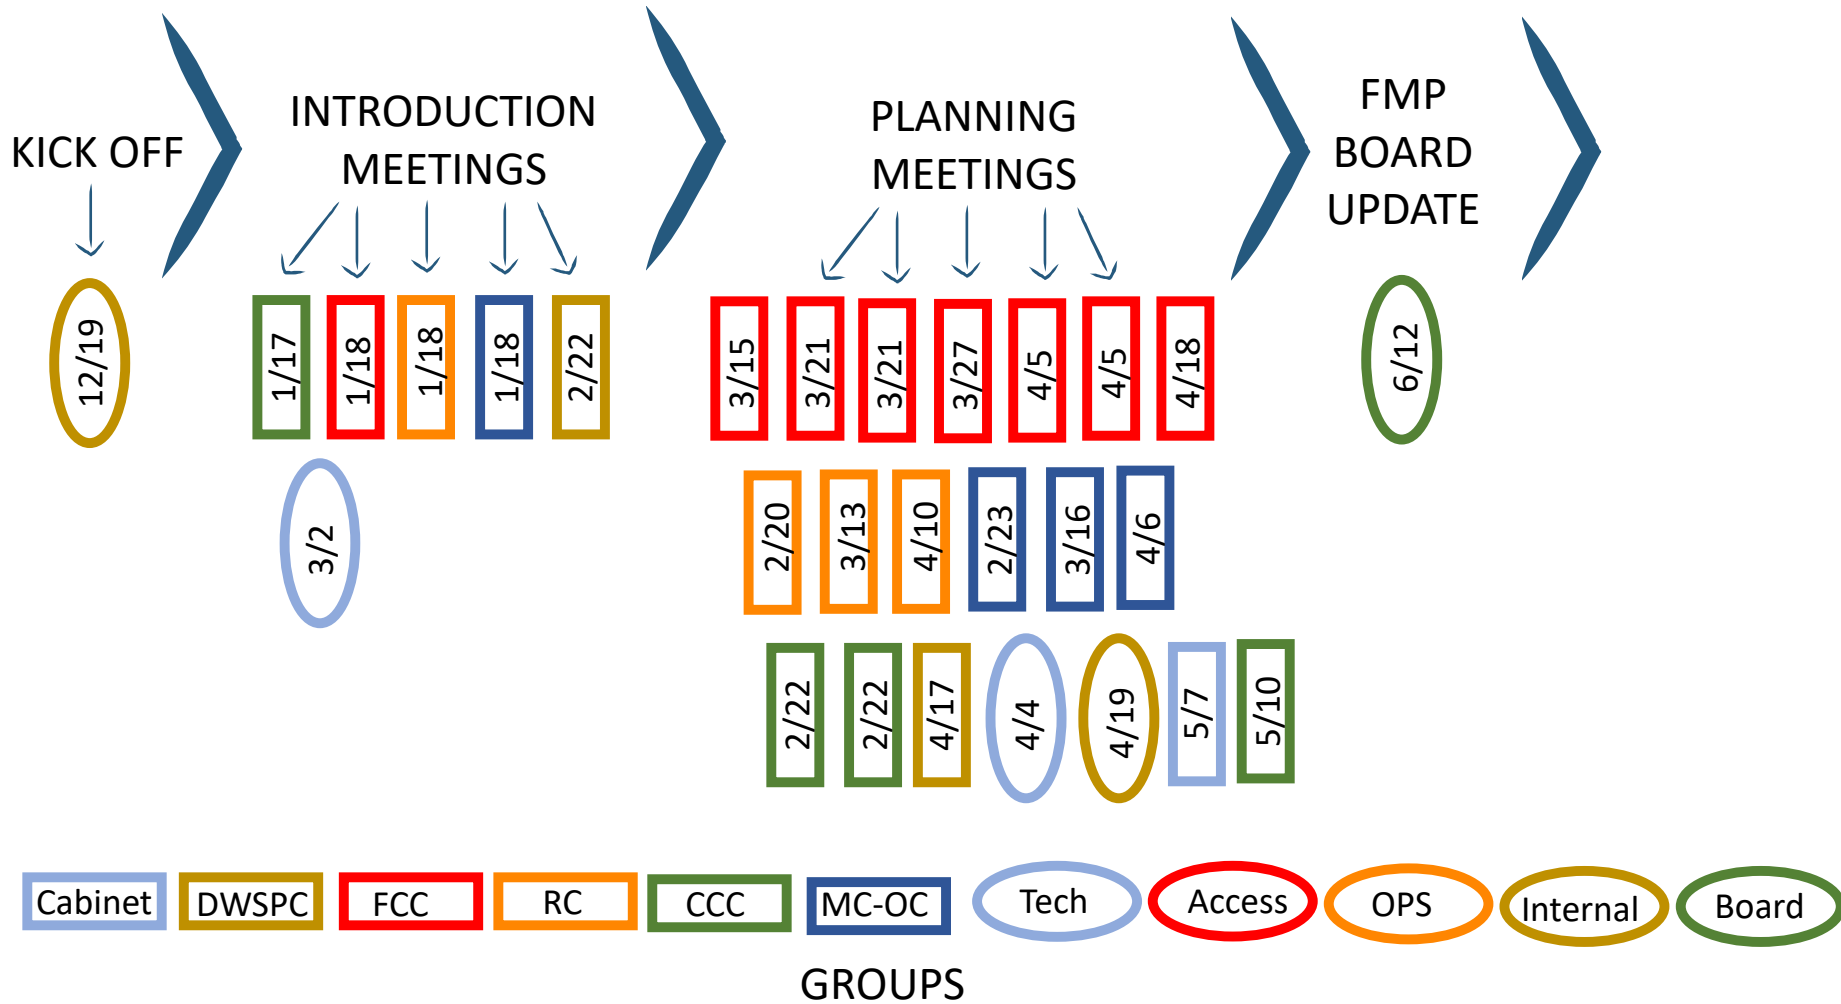 KICK OFF
INTRODUCTION
MEETINGS
PLANNING
MEETINGS
FMP
BOARD
UPDATE
12/19
1/17
1/18
1/18
1/18
2/22
3/2
3/15
3/21
3/21
3/27
4/5
4/5
4/18
2/20
3/13
4/10
2/23
3/16
4/6
2/22
2/22
4/17
4/4
4/19
5/7
5/10
6/12
Cabinet
DWSPC
FCC
RC
CCC
MC-OC
Tech
Access
OPS
Internal
Board
GROUPS